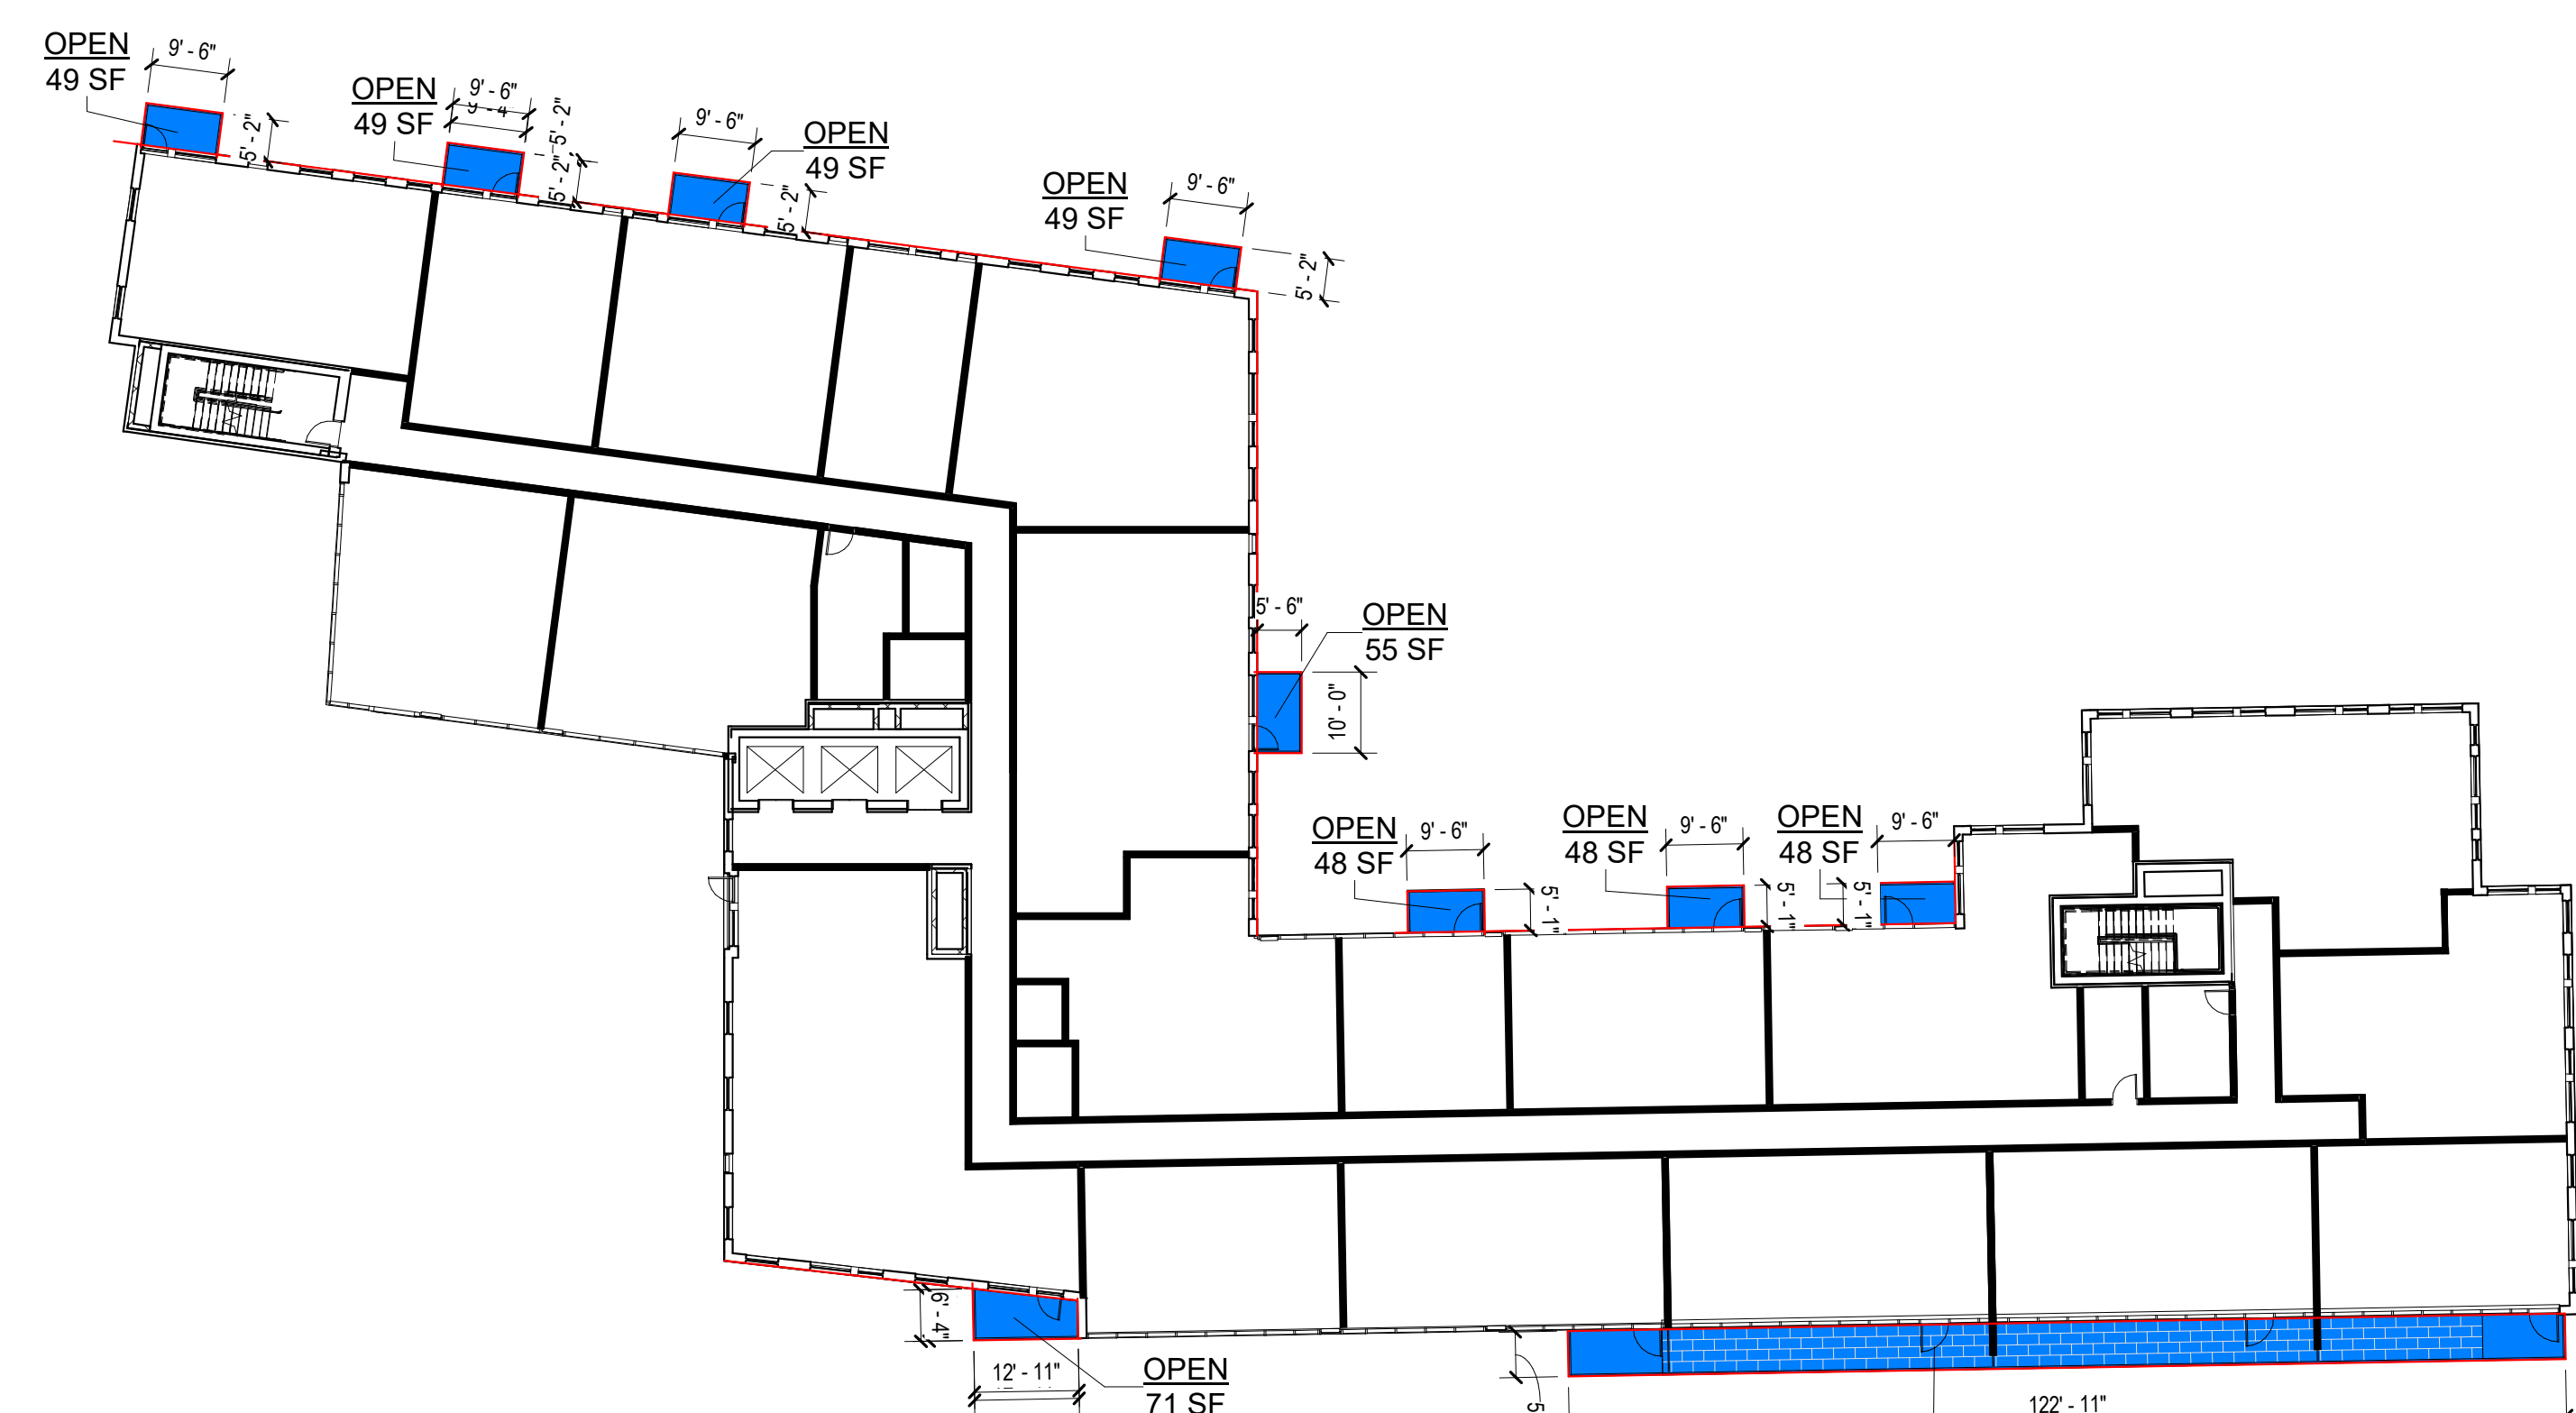 OPEN
49 SF
9' - 6"
5' - 2"
OPEN
49 SF
9' - 6"
5' - 2"
5' - 2"
9' - 6"
OPEN
49 SF
5' - 2"
OPEN
49 SF
9' - 6"
5' - 2"
5' - 6"
OPEN
55 SF
10' - 0"
OPEN
48 SF
9' - 6"
5' - 1"
OPEN
48 SF
9' - 6"
5' - 1"
OPEN
48 SF
9' - 6"
5' - 1"
6' - 4"
12' - 11"
OPEN
71 SF
5
122' - 11"